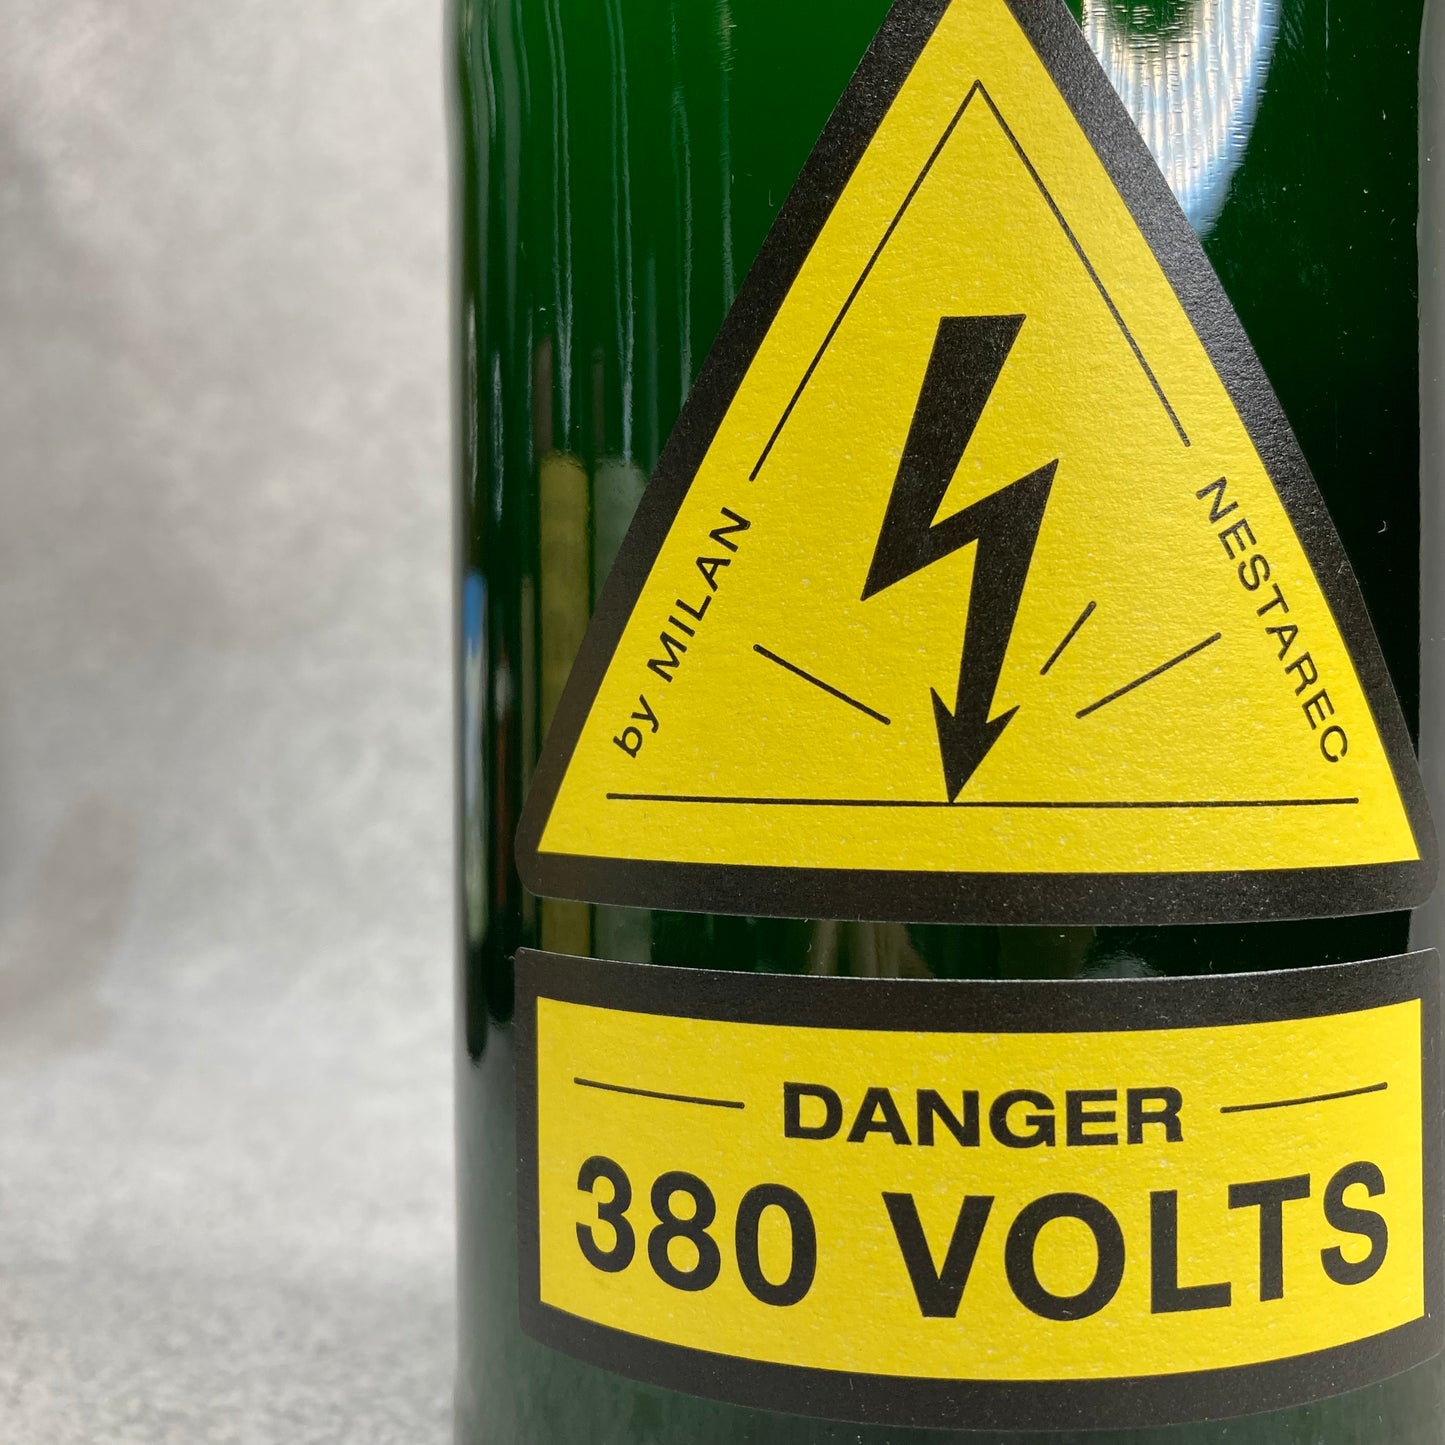 by MILAN
NESTAREC
DANGER
380 VOLTS